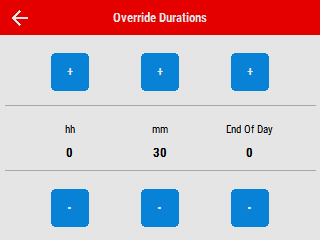 Override Durations
+ + +
hh mm End Of Day
0 30 0
- - -